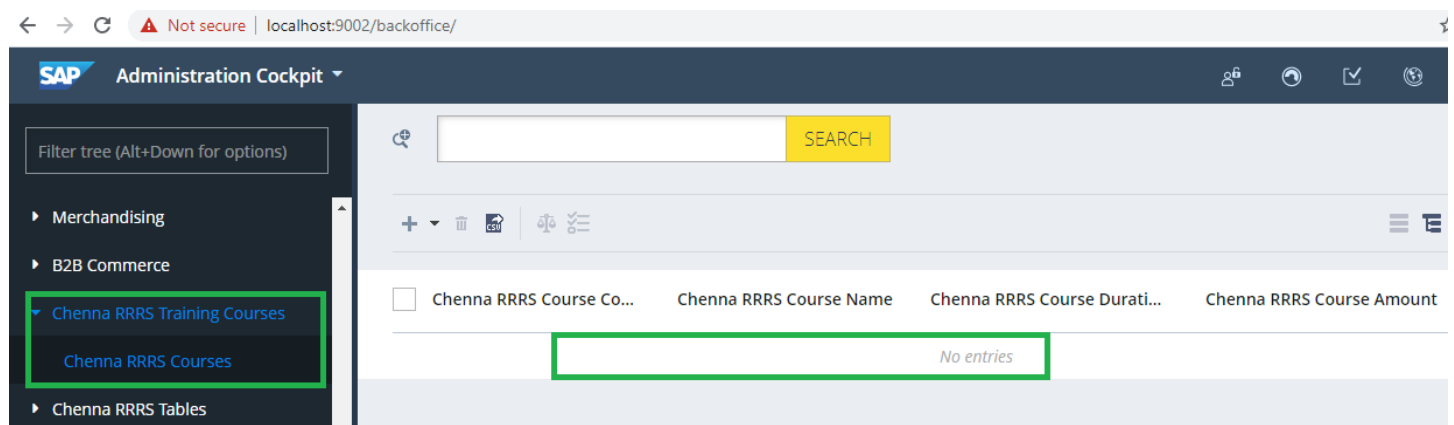 Not secure | localhost:9002/backoffice/
SAP Administration Cockpit
Filter tree (Alt+Down for options)
SEARCH
Merchandising
CSV
B2B Commerce
Chenna RRRS Course Co... Chenna RRRS Course Name Chenna RRRS Course Durati... Chenna RRRS Course Amount
Chenna RRRS Training Courses
Chenna RRRS Courses
No entries
Chenna RRRS Tables